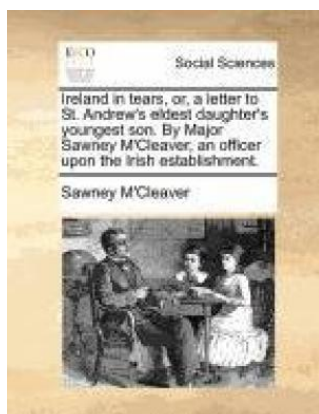 ECCO
Social Sciences
Ireland in tears, or, a letter to
St. Andrew's eldest daughter's
youngest son. By Major
Sawney M'Cleaver, an officer
upon the Irish establishment.
Sawney M'Cleaver